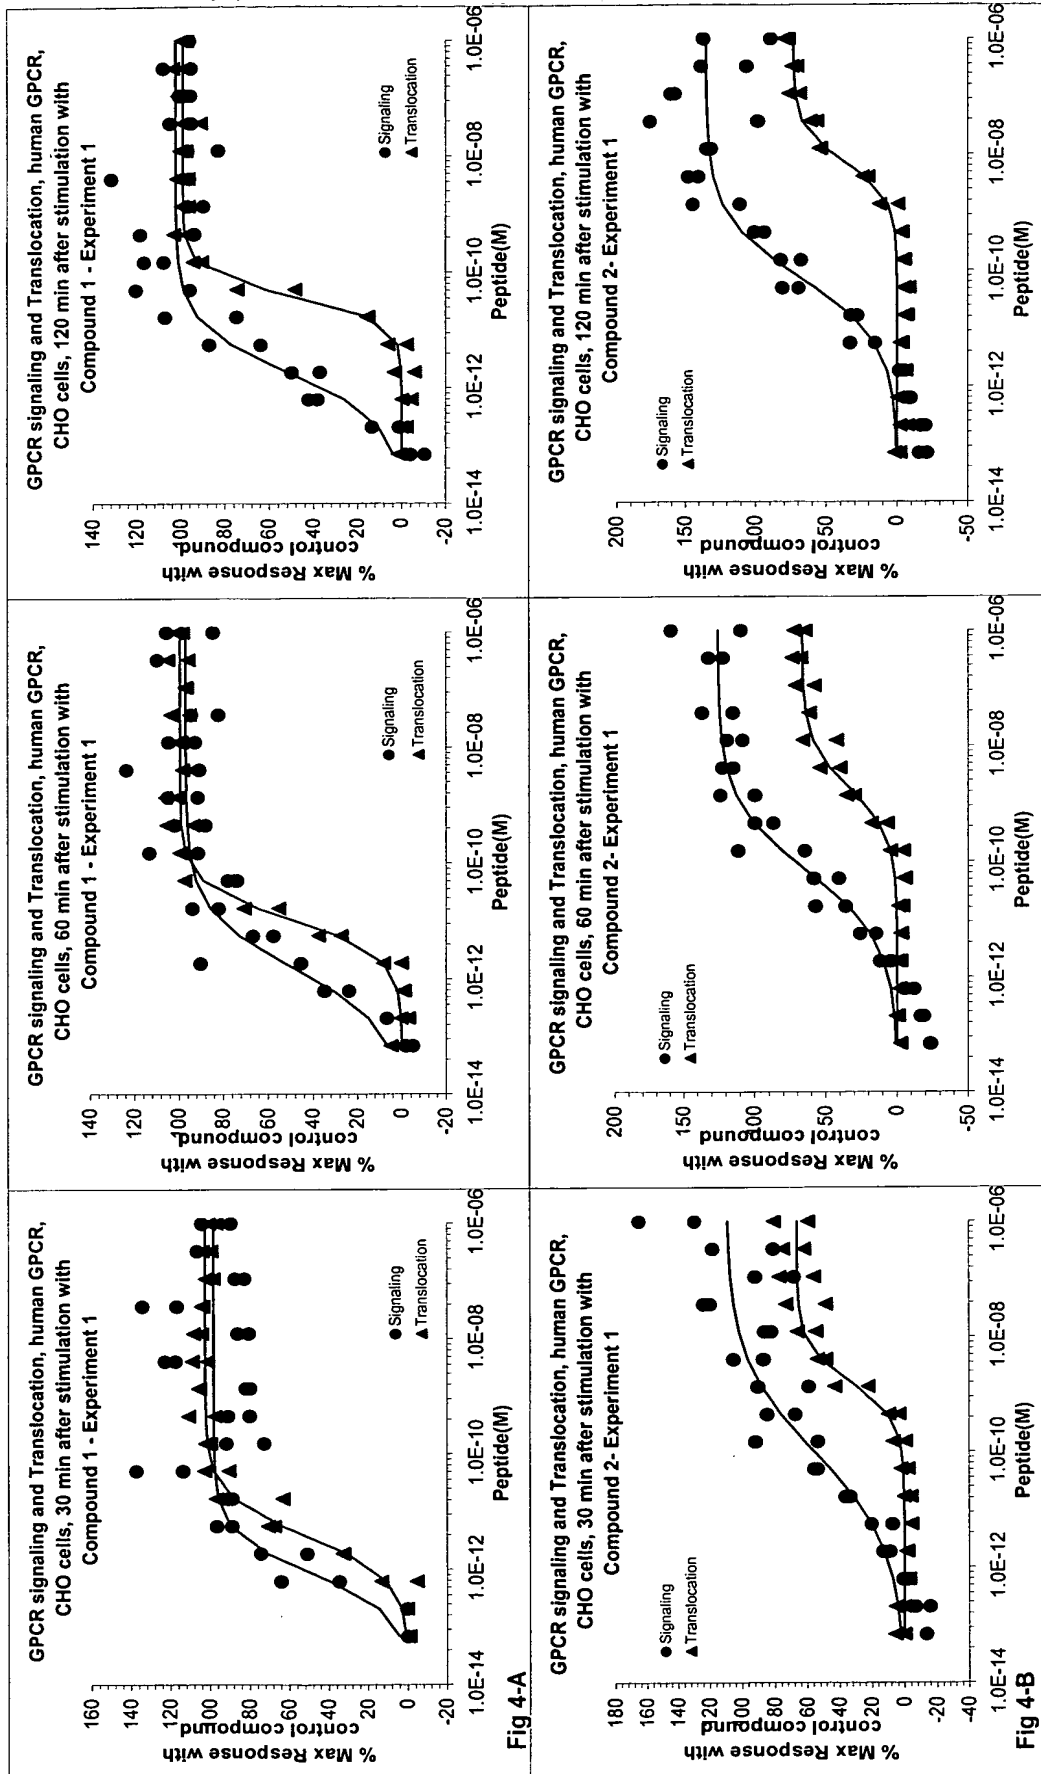 GPCR signaling and Translocation, human GPCR,
CHO cells, 30 min after stimulation with
Compound 1 - Experiment 1
% Max Response with
control compound
160
140
120
100
80
60
40
20
0
-20
1.0E-14
1.0E-12
1.0E-10
1.0E-08
1.0E-06
Peptide(M)
Signaling
Translocation
GPCR signaling and Translocation, human GPCR,
CHO cells, 60 min after stimulation with
Compound 1 - Experiment 1
% Max Response with
control compound
140
120
100
80
60
40
20
0
1.0E-14
1.0E-12
1.0E-10
1.0E-08
1.0E-06
Peptide(M)
Signaling
Translocation
GPCR signaling and Translocation, human GPCR,
CHO cells, 120 min after stimulation with
Compound 1 - Experiment 1
% Max Response with
control compound
140
120
100
80
60
40
20
0
1.0E-14
1.0E-12
1.0E-10
1.0E-08
1.0E-06
Peptide(M)
Signaling
Translocation
Fig 4-A
GPCR signaling and Translocation, human GPCR,
CHO cells, 30 min after stimulation with
Compound 2- Experiment 1
% Max Response with
control compound
180
160
140
120
100
80
60
40
20
0
-20
-40
1.0E-14
1.0E-12
1.0E-10
1.0E-08
1.0E-06
Peptide(M)
Signaling
Translocation
GPCR signaling and Translocation, human GPCR,
CHO cells, 60 min after stimulation with
Compound 2- Experiment 1
% Max Response with
control compound
200
150
100
50
0
-50
1.0E-14
1.0E-12
1.0E-10
1.0E-08
1.0E-06
Peptide(M)
Signaling
Translocation
GPCR signaling and Translocation, human GPCR,
CHO cells, 120 min after stimulation with
Compound 2- Experiment 1
% Max Response with
control compound
200
150
100
50
0
-50
1.0E-14
1.0E-12
1.0E-10
1.0E-08
1.0E-06
Peptide(M)
Signaling
Translocation
Fig 4-B